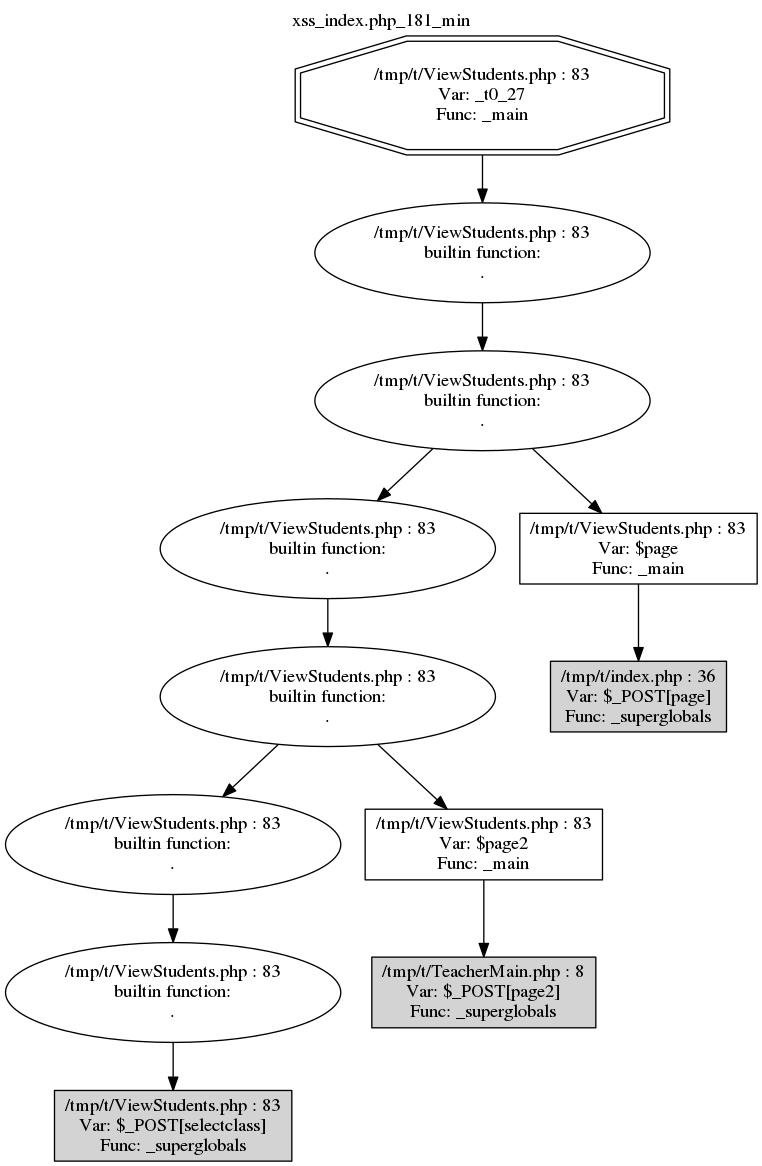 xss_index.php_181_min
/tmp/t/ViewStudents.php : 83
Var: _t0_27
Func: _main
/tmp/t/ViewStudents.php : 83
builtin function:
.
/tmp/t/ViewStudents.php : 83
builtin function:
.
/tmp/t/ViewStudents.php : 83
builtin function:
.
/tmp/t/ViewStudents.php : 83
Var: $page
Func: _main
/tmp/t/ViewStudents.php : 83
builtin function:
.
/tmp/t/index.php : 36
Var: $_POST[page]
Func: _superglobals
/tmp/t/ViewStudents.php : 83
builtin function:
.
/tmp/t/ViewStudents.php : 83
Var: $page2
Func: _main
/tmp/t/ViewStudents.php : 83
builtin function:
.
/tmp/t/TeacherMain.php : 8
Var: $_POST[page2]
Func: _superglobals
/tmp/t/ViewStudents.php : 83
Var: $_POST[selectclass]
Func: _superglobals